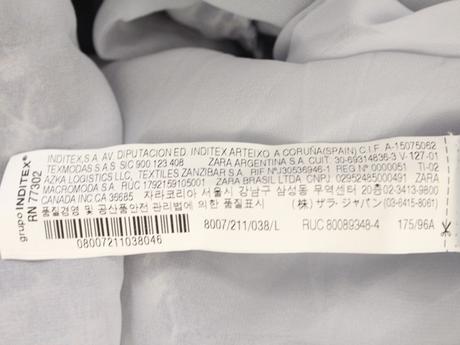 grupo INDITEX®
RN 77302
INDITEX,S.A. AV. DIPUTACION ED. INDITEX ARTEIXO A CORUÑA(SPAIN) C.I.F. A-15075062
TEXMODAS S.A.S SIC 900.123.408 ZARA ARGENTINA S.A. CUIT. 30-69314836-3 V-127-01
AZKA LOGISTICS LLC, TEXTILES ZANZIBAR S.A. RIF Nº J30536946-1 REG Nº 00051 TI-02
MACROMODA S.A. RUC 1792159105001 ZARA BRASIL LTDA CNPJ 02952485000491
CANADA INC.CA 36685 자라코리아 서울시 강남구 삼성동 무역센터 20층 02-3413-9800
품질경영 및 공산품안전 관리법에 의한 품질표시 (株) ザラ・ジャパン (03-6415-8061)
08007211038046 8007/211/038/L RUC 80089348-4 175/96A